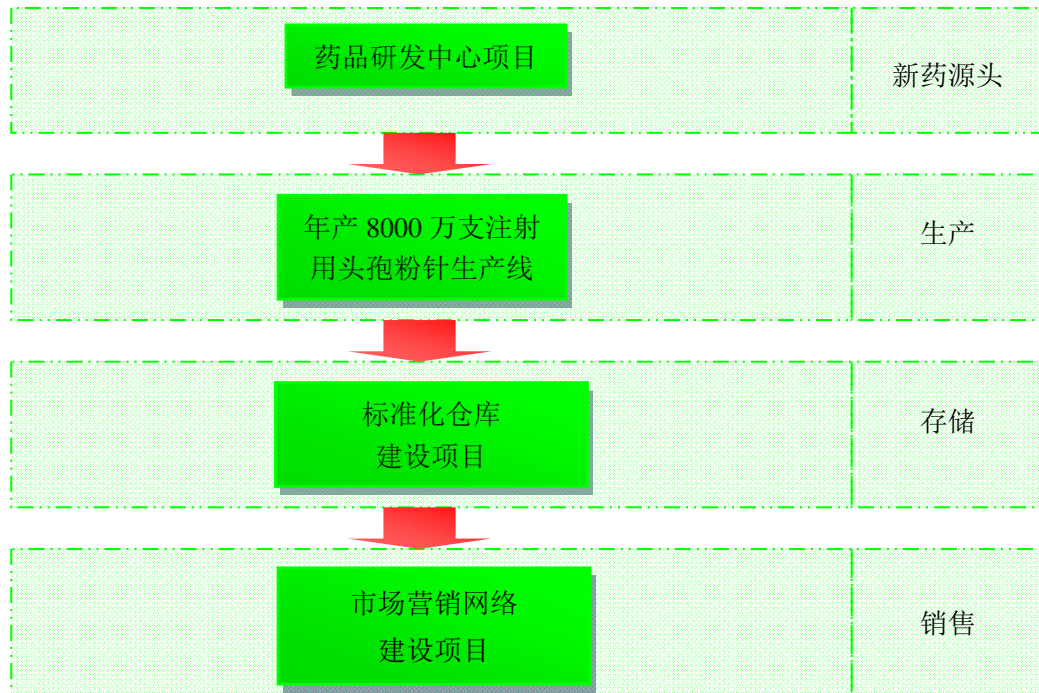 药品研发中心项目
新药源头
年产 8000 万支注射
用头孢粉针生产线
生产
标准化仓库
建设项目
存储
市场营销网络
建设项目
销售